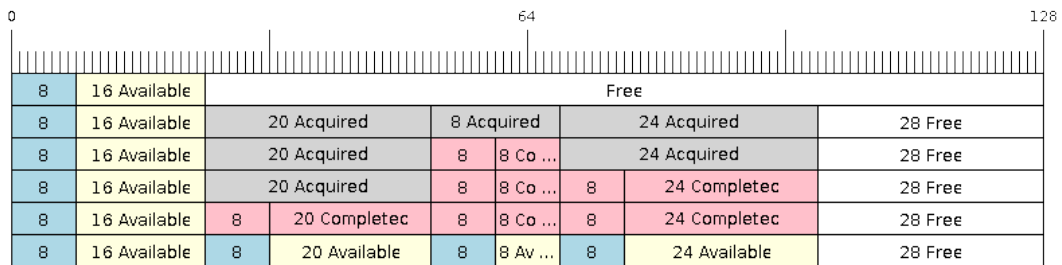 0 64 128
8 16 Available Free
8 16 Available 20 Acquired 8 Acquired 24 Acquired 28 Free
8 16 Available 20 Acquired 8 8 Co ... 24 Acquired 28 Free
8 16 Available 20 Acquired 8 8 Co ... 8 24 Completec 28 Free
8 16 Available 8 20 Completec 8 8 Co ... 8 24 Completec 28 Free
8 16 Available 8 20 Available 8 8 Av ... 8 24 Available 28 Free